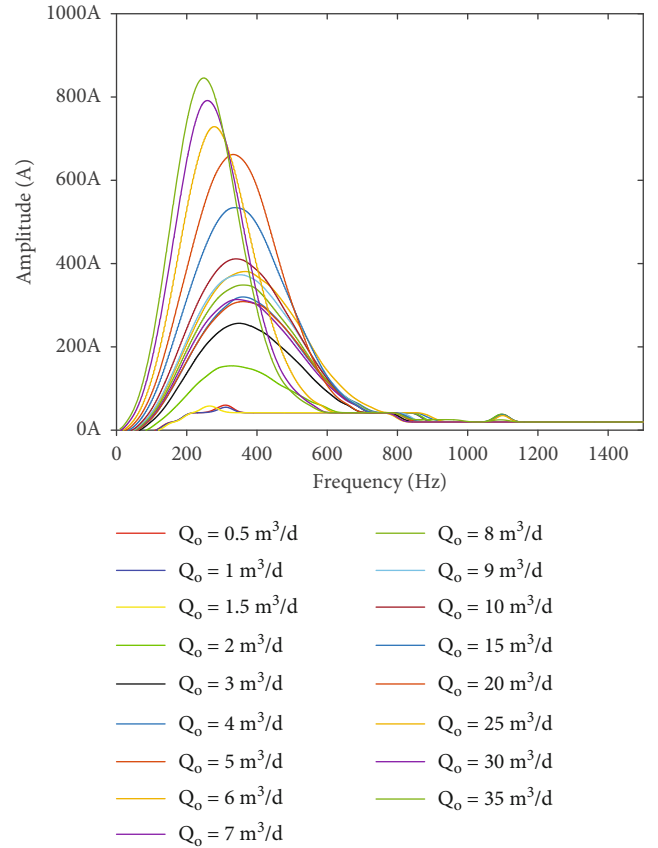 1000A
800A
600A
400A
200A
0A
Amplitude (A)
0 200 400 600 800 1000 1200 1400
Frequency (Hz)
Qₒ = 0.5 m³/d
Qₒ = 1 m³/d
Qₒ = 1.5 m³/d
Qₒ = 2 m³/d
Qₒ = 3 m³/d
Qₒ = 4 m³/d
Qₒ = 5 m³/d
Qₒ = 6 m³/d
Qₒ = 7 m³/d
Qₒ = 8 m³/d
Qₒ = 9 m³/d
Qₒ = 10 m³/d
Qₒ = 15 m³/d
Qₒ = 20 m³/d
Qₒ = 25 m³/d
Qₒ = 30 m³/d
Qₒ = 35 m³/d